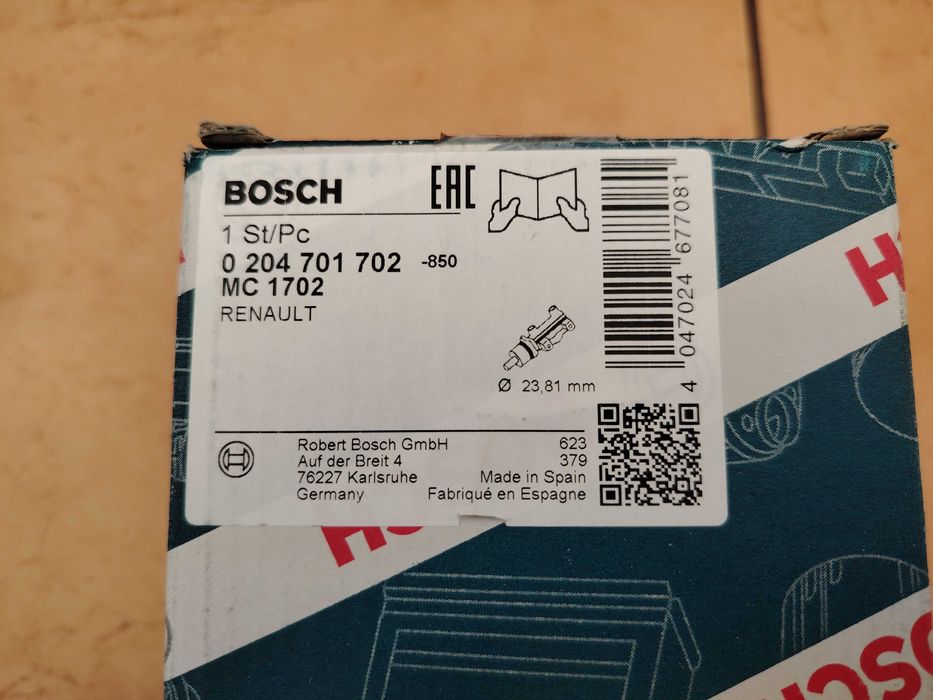 BOSCH
EAC
1 St/Pc
0 204 701 702 -850
MC 1702
RENAULT
Ø 23,81 mm
4 047024 677081
Robert Bosch GmbH 623
Auf der Breit 4 379
76227 Karlsruhe Made in Spain
Germany Fabriqué en Espagne